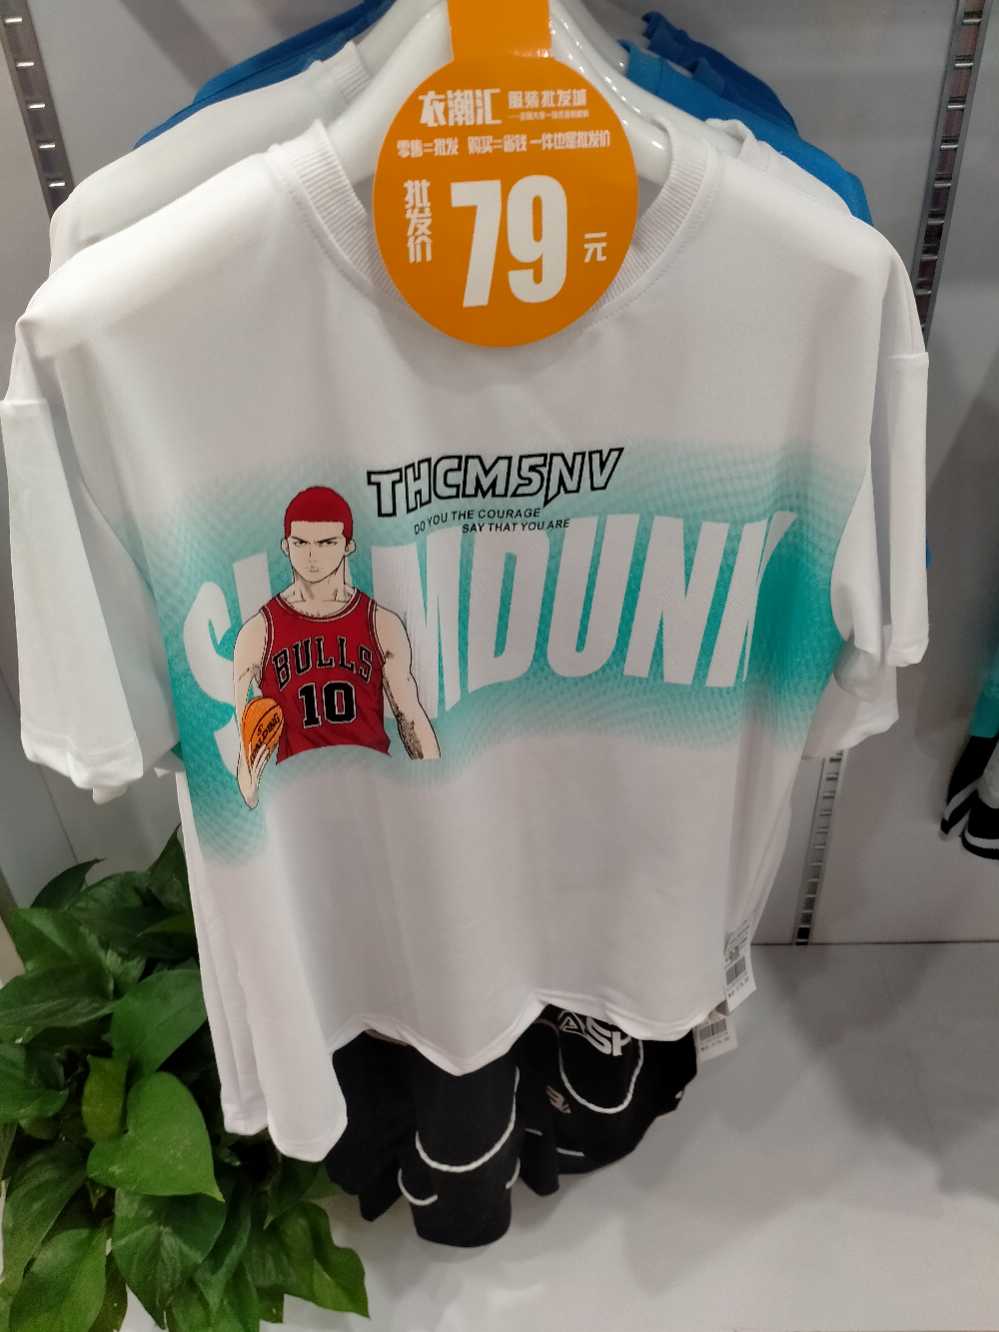 衣潮汇 服装批发城
零售=批发 购买=省钱 一件也是批发价
批发价
79
元
THCM5NV
DO YOU THE COURAGE
SAY THAT YOU ARE
SLAMDUNK
BULLS
10
SPALDING